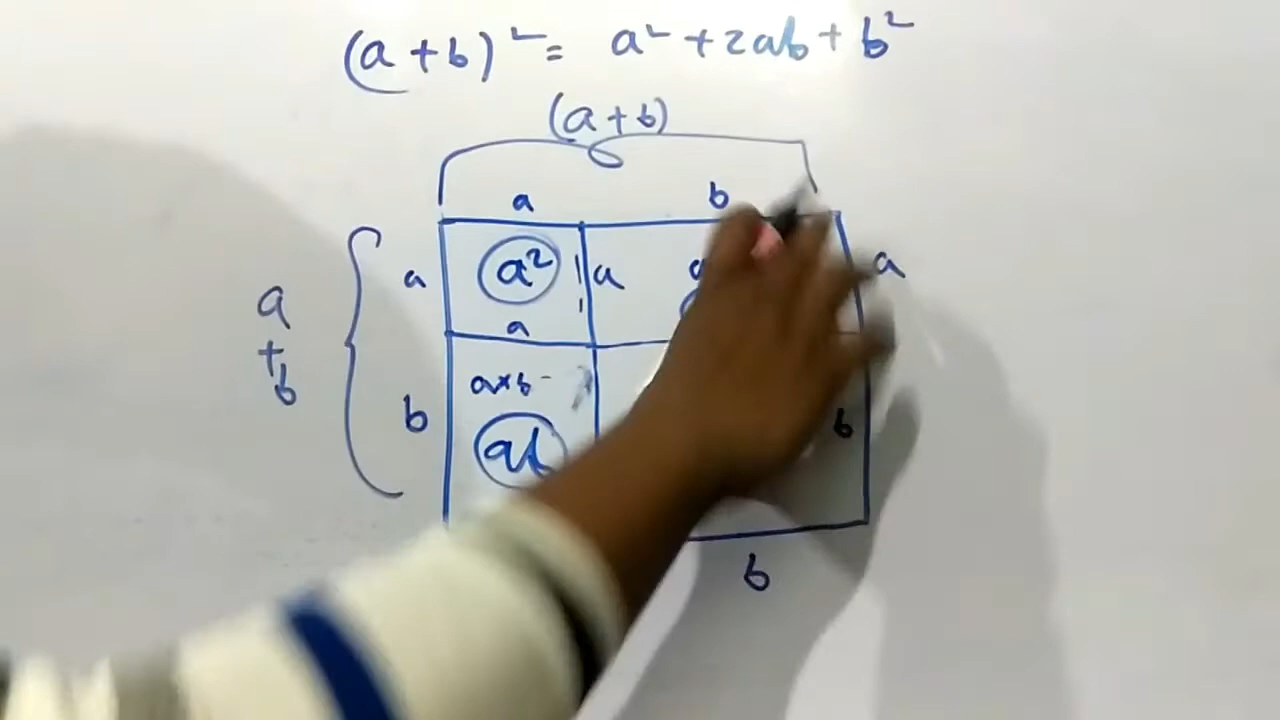 (a + b)² = a² + 2ab + b²
(a + b)
a b
a a² a a
a
a
+
b
a×b
b ab b
b